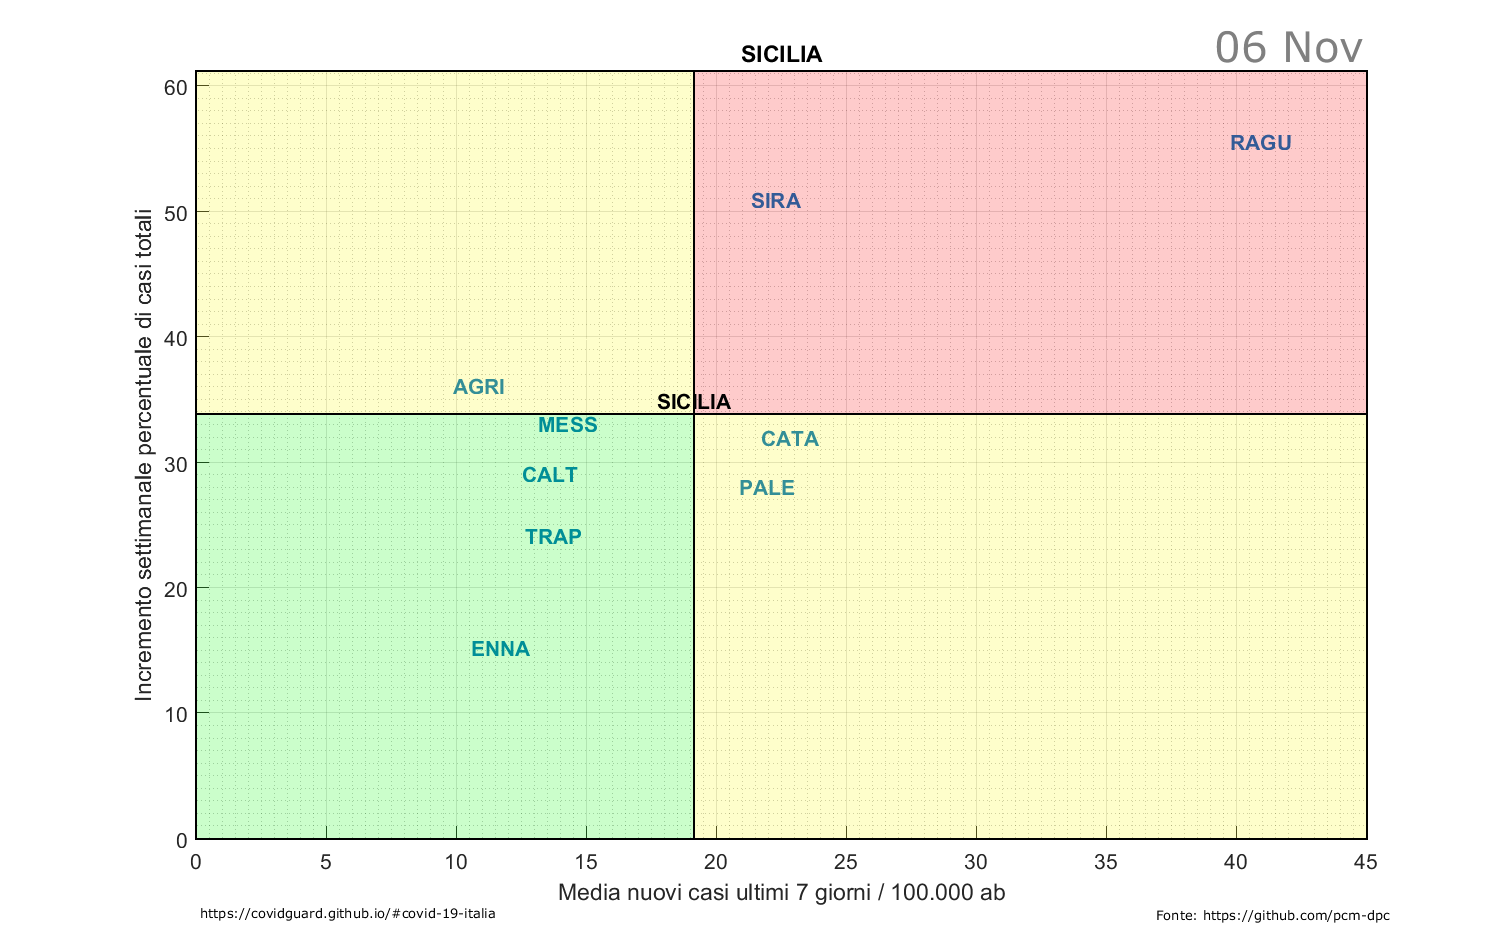 06 Nov
SICILIA
60
50
40
30
20
10
0
Incremento settimanale percentuale di casi totali
RAGU
SIRA
AGRI
SICILIA
MESS
CATA
CALT
PALE
TRAP
ENNA
0 5 10 15 20 25 30 35 40 45
Media nuovi casi ultimi 7 giorni / 100.000 ab
https://covidguard.github.io/#covid-19-italia
Fonte: https://github.com/pcm-dpc